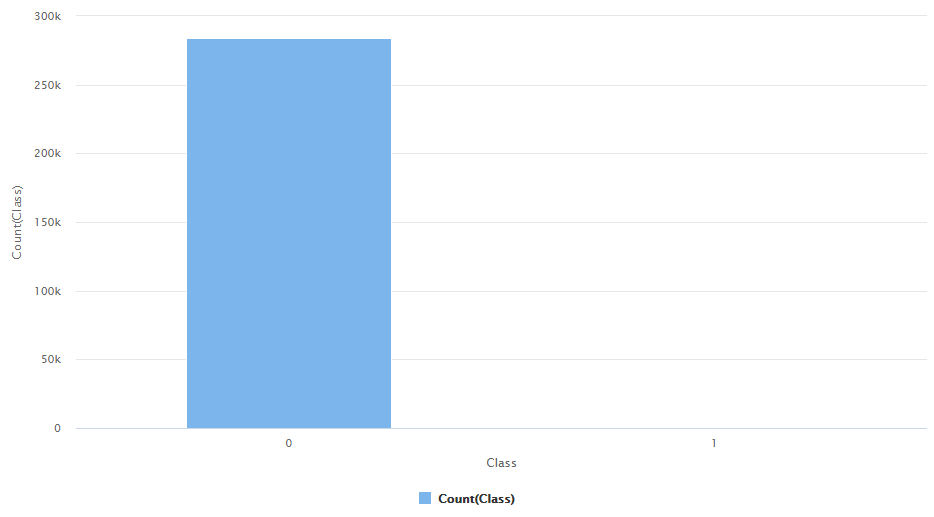 300k
250k
200k
150k
100k
50k
0
Count(Class)
0 1
Class
Count(Class)